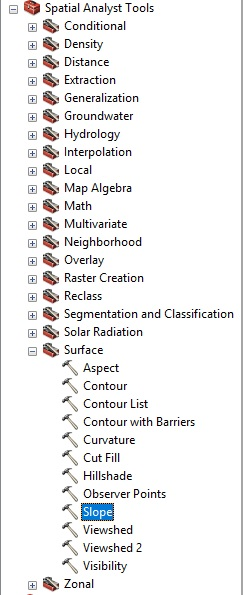 Spatial Analyst Tools
Conditional
Density
Distance
Extraction
Generalization
Groundwater
Hydrology
Interpolation
Local
Map Algebra
Math
Multivariate
Neighborhood
Overlay
Raster Creation
Reclass
Segmentation and Classification
Solar Radiation
Surface
Aspect
Contour
Contour List
Contour with Barriers
Curvature
Cut Fill
Hillshade
Observer Points
Slope
Viewshed
Viewshed 2
Visibility
Zonal